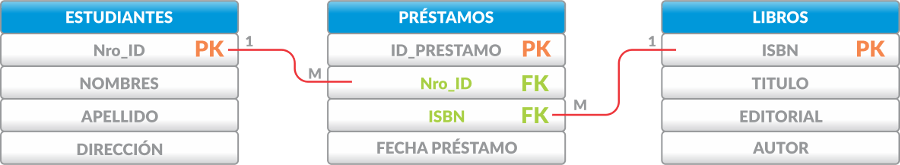 ESTUDIANTES
Nro_ID PK
NOMBRES
APELLIDO
DIRECCIÓN
1
M
PRÉSTAMOS
ID_PRESTAMO PK
Nro_ID FK
ISBN FK
FECHA PRÉSTAMO
M
1
LIBROS
ISBN PK
TITULO
EDITORIAL
AUTOR